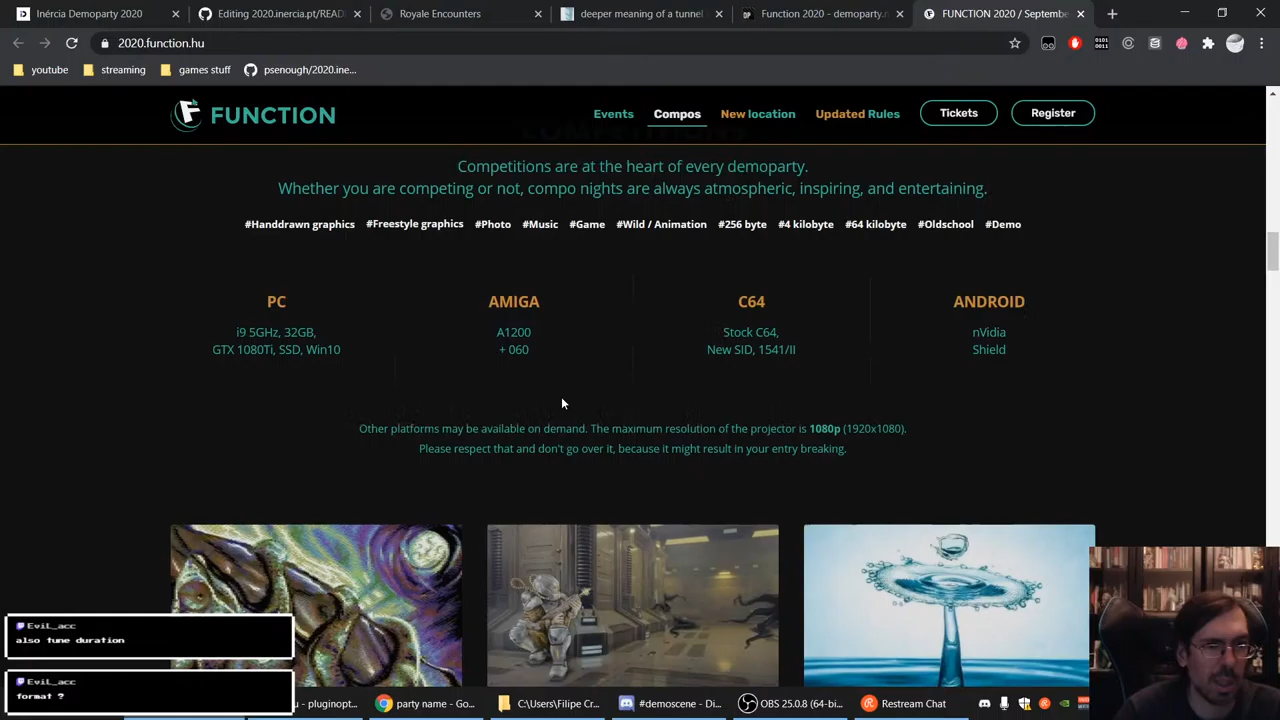 Inércia Demoparty 2020
Editing 2020.inercia.pt/READ
Royale Encounters
deeper meaning of a tunnel
DP Function 2020 - demoparty.n
FUNCTION 2020 / Septembe
2020.function.hu
0101
0011
youtube
streaming
games stuff
psenough/2020.ine...
FUNCTION
Events
Compos
New location
Updated Rules
Tickets
Register
Competitions are at the heart of every demoparty.
Whether you are competing or not, compo nights are always atmospheric, inspiring, and entertaining.
#Handdrawn graphics #Freestyle graphics #Photo #Music #Game #Wild / Animation #256 byte #4 kilobyte #64 kilobyte #Oldschool #Demo
PC
i9 5GHz, 32GB,
GTX 1080Ti, SSD, Win10
AMIGA
A1200
+ 060
C64
Stock C64,
New SID, 1541/II
ANDROID
nVidia
Shield
Other platforms may be available on demand. The maximum resolution of the projector is 1080p (1920x1080).
Please respect that and don't go over it, because it might result in your entry breaking.
Evil_acc
also tune duration
Evil_acc
format ?
u - pluginopt...
party name - Go...
C:\Users\Filipe Cr...
#demoscene - Di...
OBS 25.0.8 (64-bi...
Restream Chat